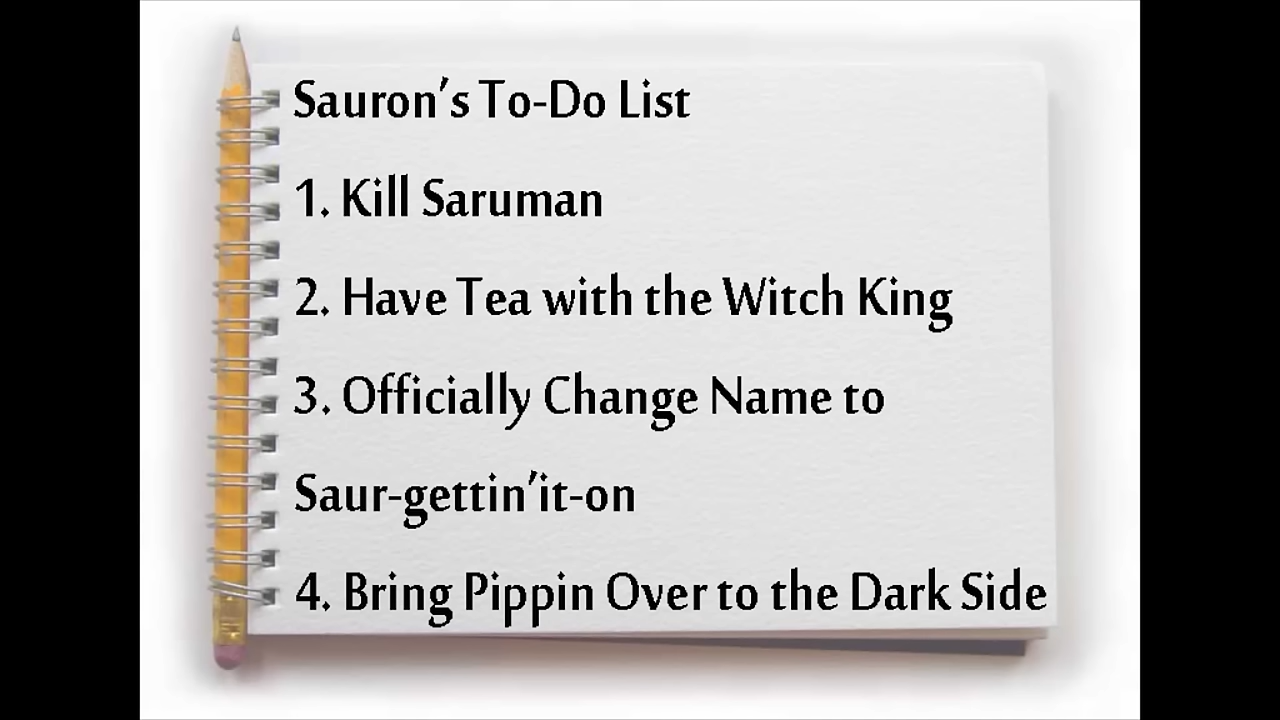 Sauron's To-Do List
1. Kill Saruman
2. Have Tea with the Witch King
3. Officially Change Name to
Saur-gettin'it-on
4. Bring Pippin Over to the Dark Side